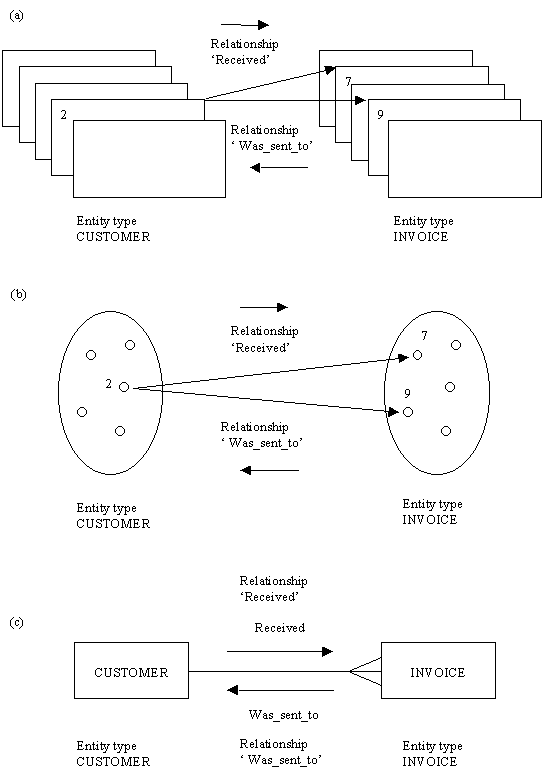 (a)
Relationship
‘Received’
2
7
9
Relationship
‘ Was_sent_to’
Entity type
CUSTOMER
Entity type
INVOICE
(b)
Relationship
‘Received’
2
7
9
Relationship
‘ Was_sent_to’
Entity type
CUSTOMER
Entity type
INVOICE
Relationship
‘Received’
(c)
Received
CUSTOMER
INVOICE
Was_sent_to
Entity type
CUSTOMER
Relationship
‘ Was_sent_to’
Entity type
INVOICE